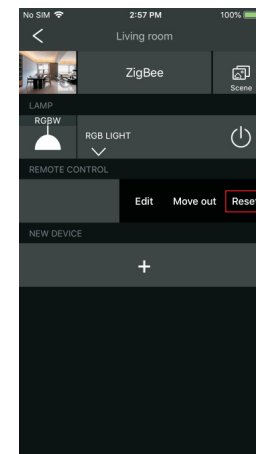 No SIM 2:57 PM 100%
Living room
ZigBee
Scene
LAMP
RGBW
RGB LIGHT
REMOTE CONTROL
Edit Move out Reset
NEW DEVICE
+